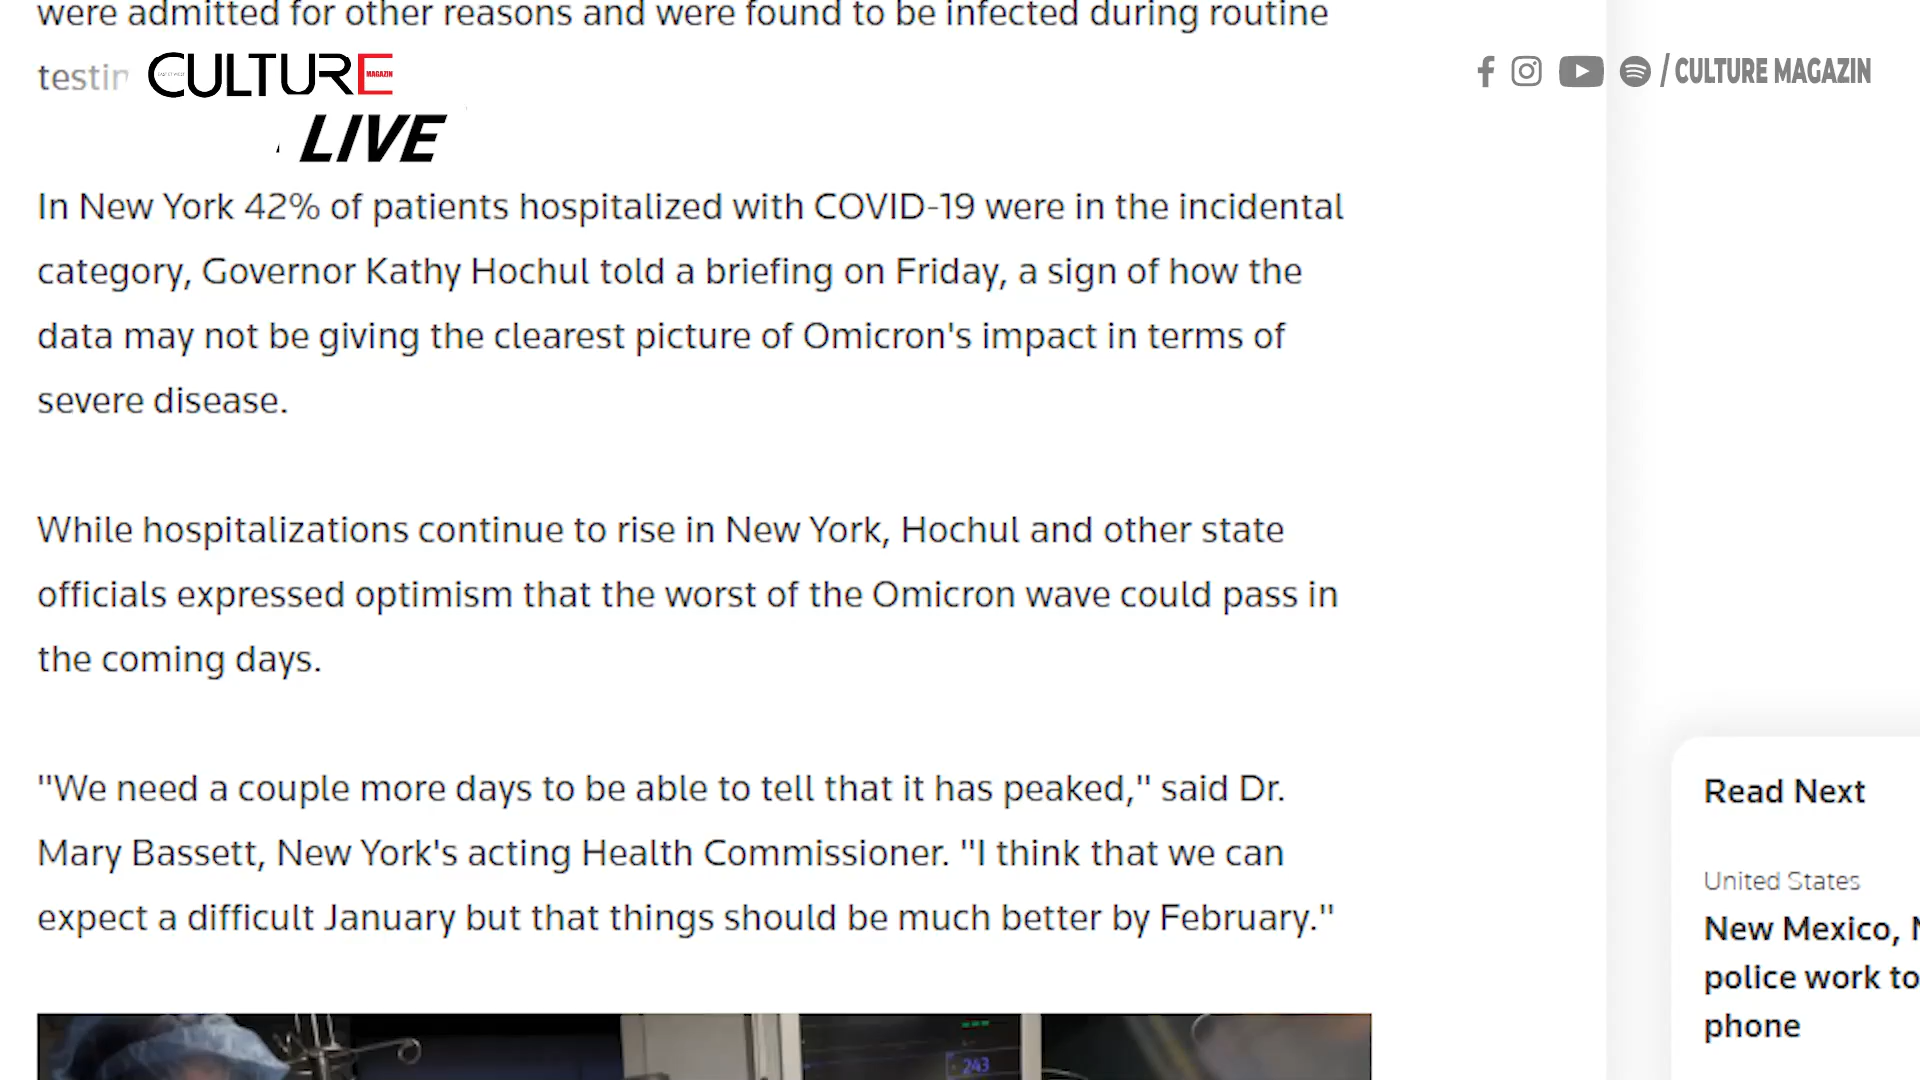 were admitted for other reasons and were found to be infected during routine
testin
CULTURE
MAGAZIN
LIVE
/ CULTURE MAGAZIN
In New York 42% of patients hospitalized with COVID-19 were in the incidental
category, Governor Kathy Hochul told a briefing on Friday, a sign of how the
data may not be giving the clearest picture of Omicron's impact in terms of
severe disease.
While hospitalizations continue to rise in New York, Hochul and other state
officials expressed optimism that the worst of the Omicron wave could pass in
the coming days.
"We need a couple more days to be able to tell that it has peaked," said Dr.
Mary Bassett, New York's acting Health Commissioner. "I think that we can
expect a difficult January but that things should be much better by February."
Read Next
United States
New Mexico,
police work to
phone
243